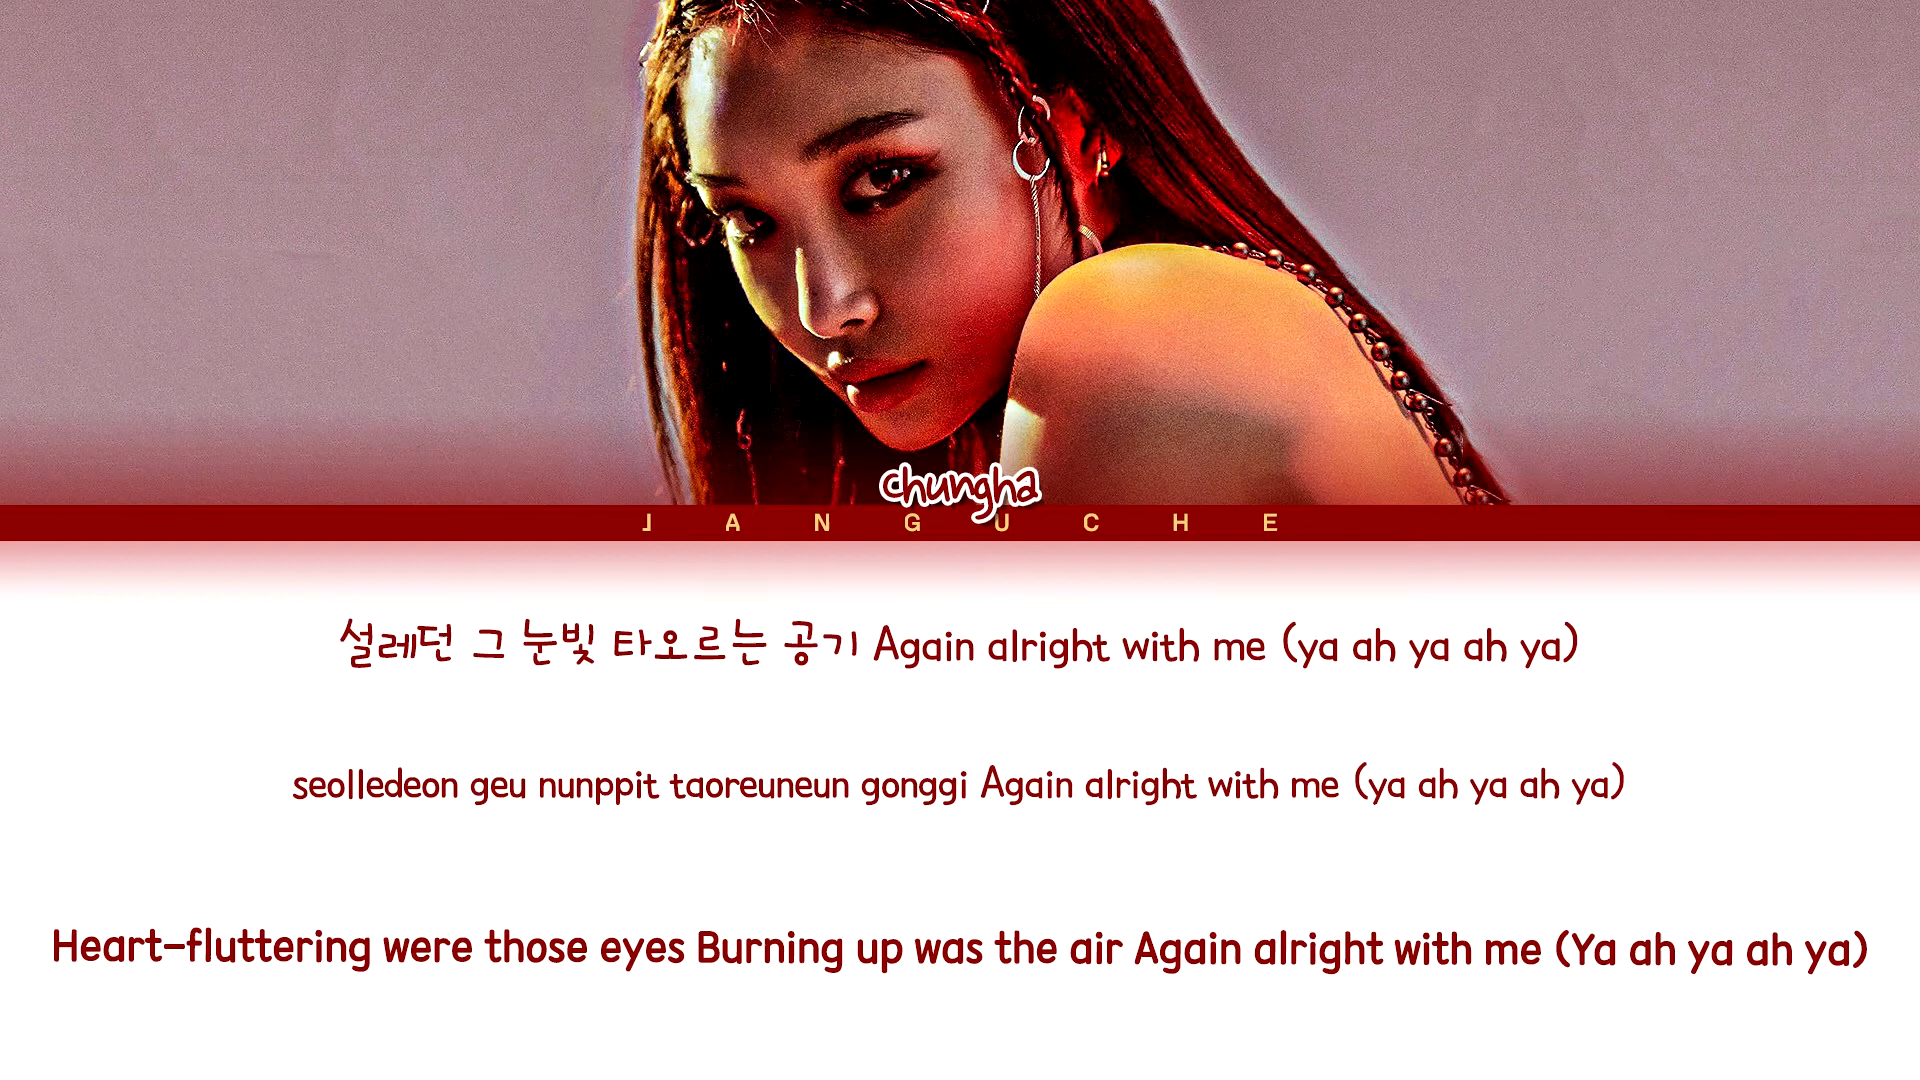 chungha
JANGUCHE
설레던 그 눈빛 타오르는 공기 Again alright with me (ya ah ya ah ya)
seolledeon geu nunppit taoreuneun gonggi Again alright with me (ya ah ya ah ya)
Heart-fluttering were those eyes Burning up was the air Again alright with me (Ya ah ya ah ya)